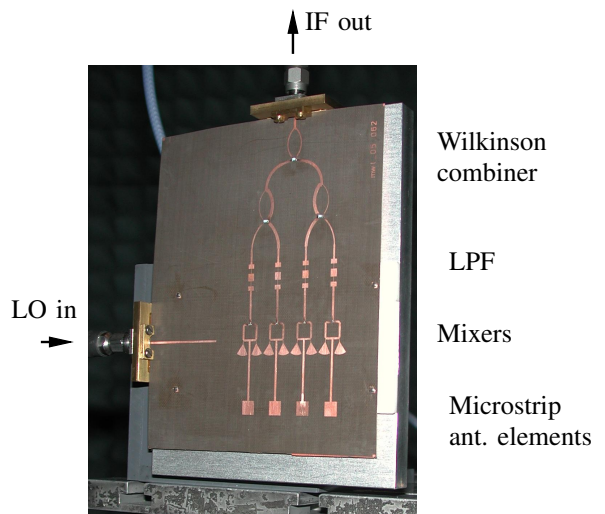 IF out
Wilkinson
combiner
LPF
LO in
Mixers
Microstrip
ant. elements